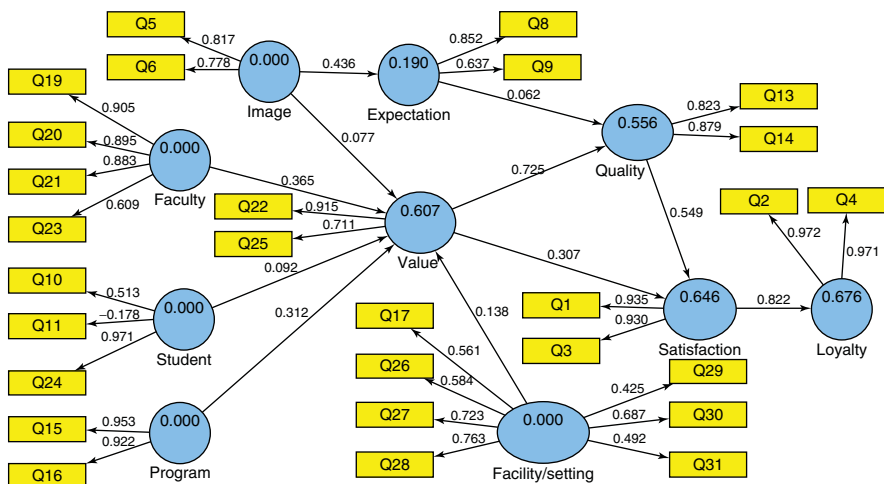 Q5
0.817
Q6
0.778
0.000
Image
0.436
0.190
Expectation
0.852
Q8
0.637
Q9
0.062
0.077
Q19
0.905
Q20
0.895
Q21
0.883
Q23
0.609
0.000
Faculty
0.365
Q22
0.915
Q25
0.711
0.607
Value
0.725
0.556
Quality
0.823
Q13
0.879
Q14
0.549
0.307
Q10
0.513
Q11
–0.178
Q24
0.971
0.000
Student
0.092
0.312
Q15
0.953
Q16
0.922
0.000
Program
0.138
Q17
0.561
Q26
0.584
Q27
0.723
Q28
0.763
0.000
Facility/setting
0.425
Q29
0.687
Q30
0.492
Q31
Q1
0.935
Q3
0.930
0.646
Satisfaction
0.822
0.676
Loyalty
Q2
0.972
Q4
0.971